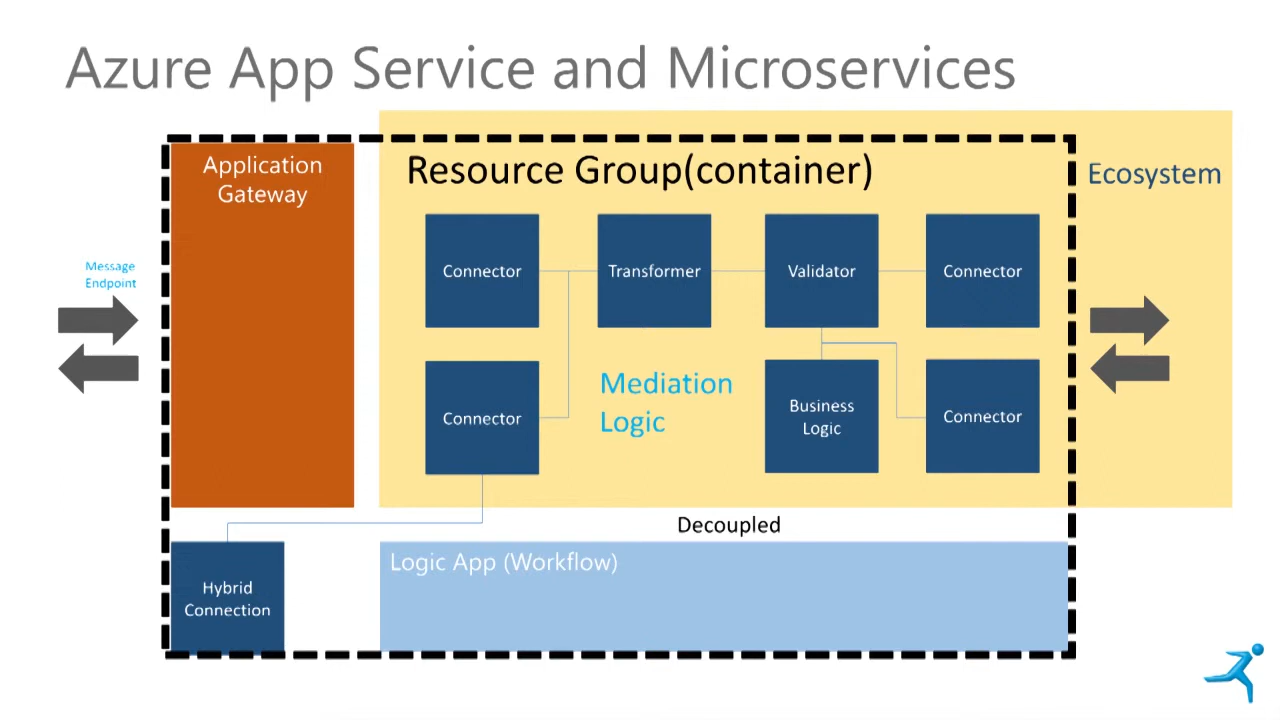 Azure App Service and Microservices
Application
Gateway
Resource Group(container)
Ecosystem
Message
Endpoint
Connector
Transformer
Validator
Connector
Connector
Mediation
Logic
Business
Logic
Connector
Decoupled
Hybrid
Connection
Logic App (Workflow)